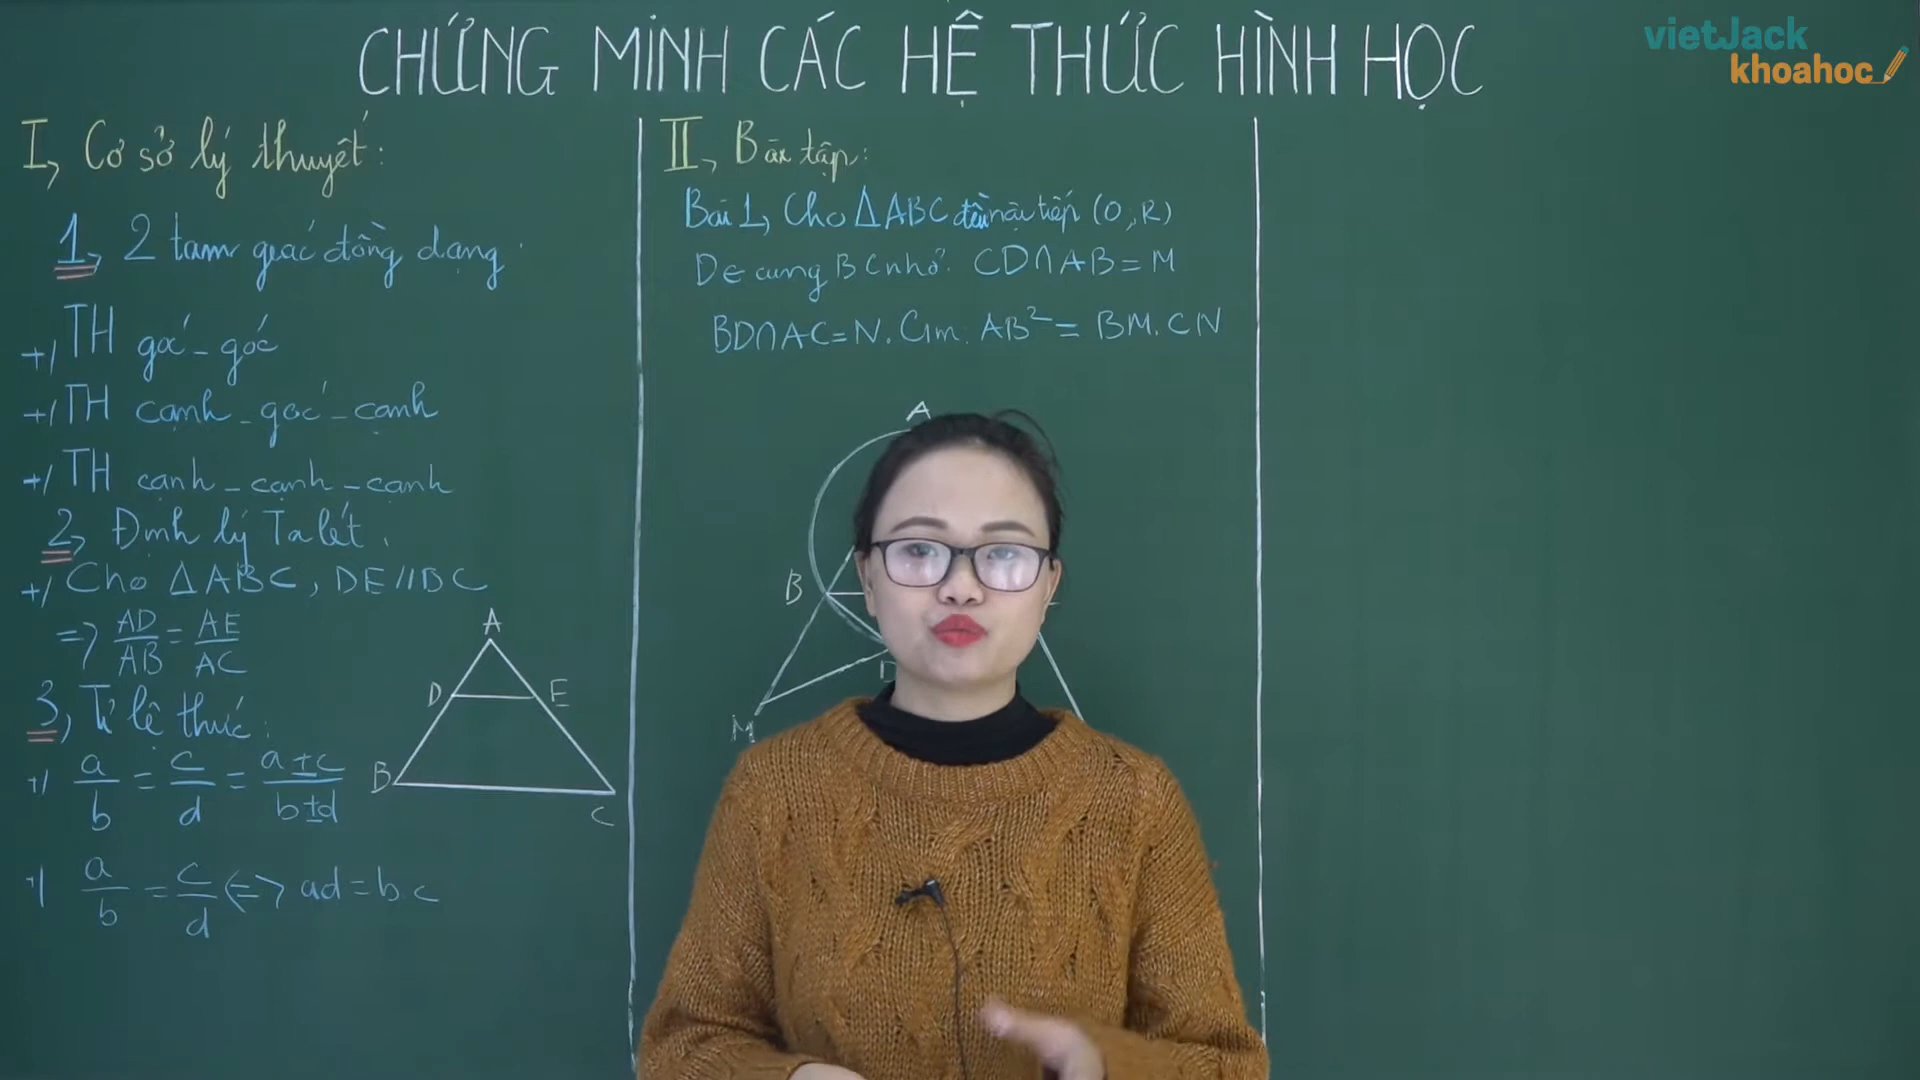 CHỨNG MINH CÁC HỆ THỨC HÌNH HỌC
vietJack
khoahoc
I, Cơ sở lý thuyết:
1, 2 tam giác đồng dạng
+/ TH góc - góc
+/ TH cạnh - góc - cạnh
+/ TH cạnh - cạnh - cạnh
2, Định lý Talét.
+/ Cho ΔABC, DE//BC
=> AD/AB = AE/AC
3, Tỉ lệ thức:
+/ a/b = c/d = a±c/b±d
+/ a/b = c/d <=> ad = bc
A
D E
B
C
II, Bài tập:
Bài 1, Cho ΔABC đều nội tiếp (O; R)
D∈ cung BC nhỏ. CD∩AB = M
BD∩AC = N. Cm. AB² = BM.CN
A
B
D
M